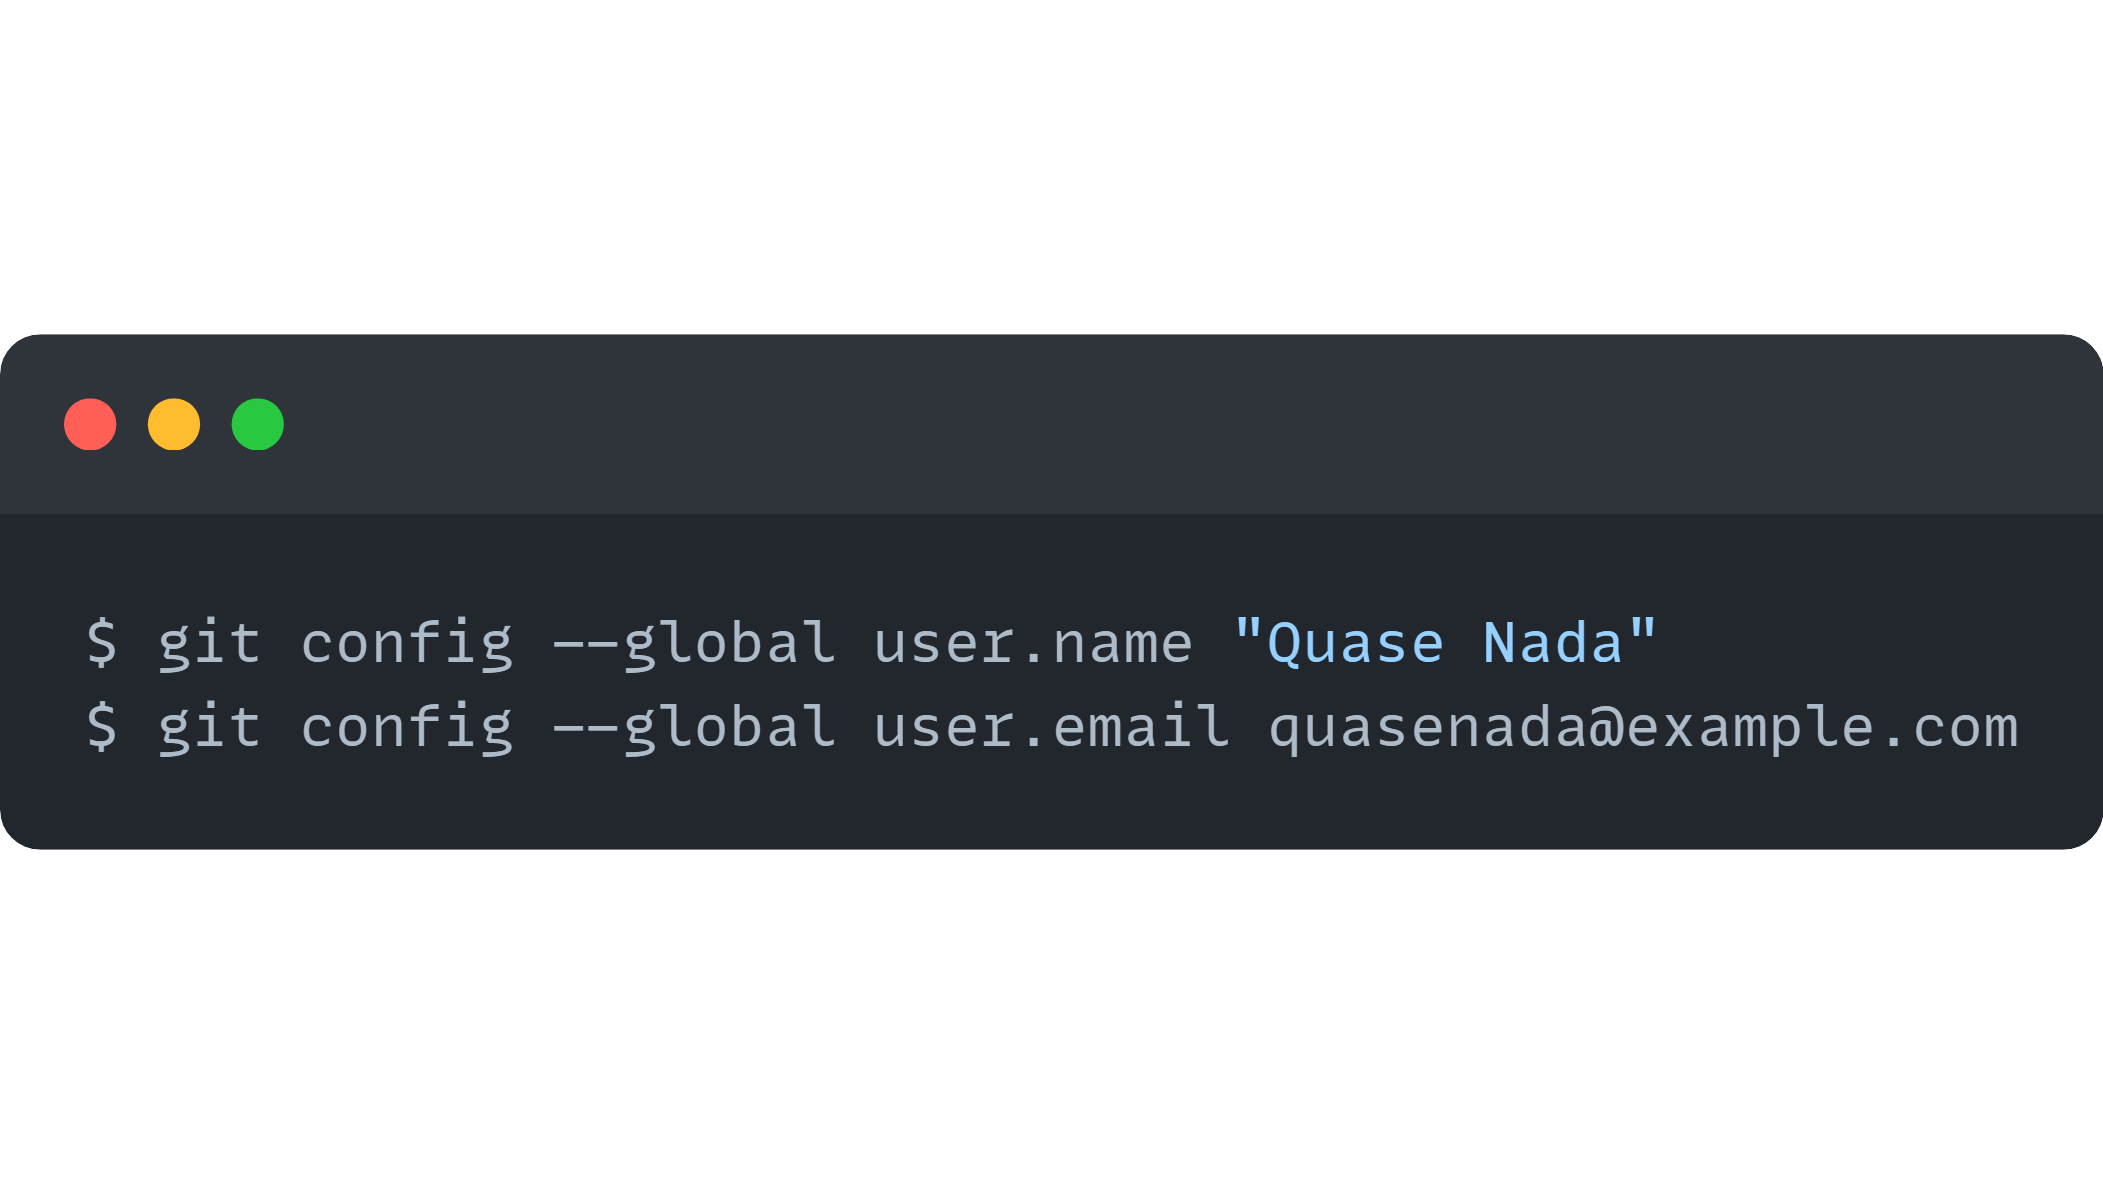 $ git config --global user.name "Quase Nada"
$ git config --global user.email quasenada@example.com